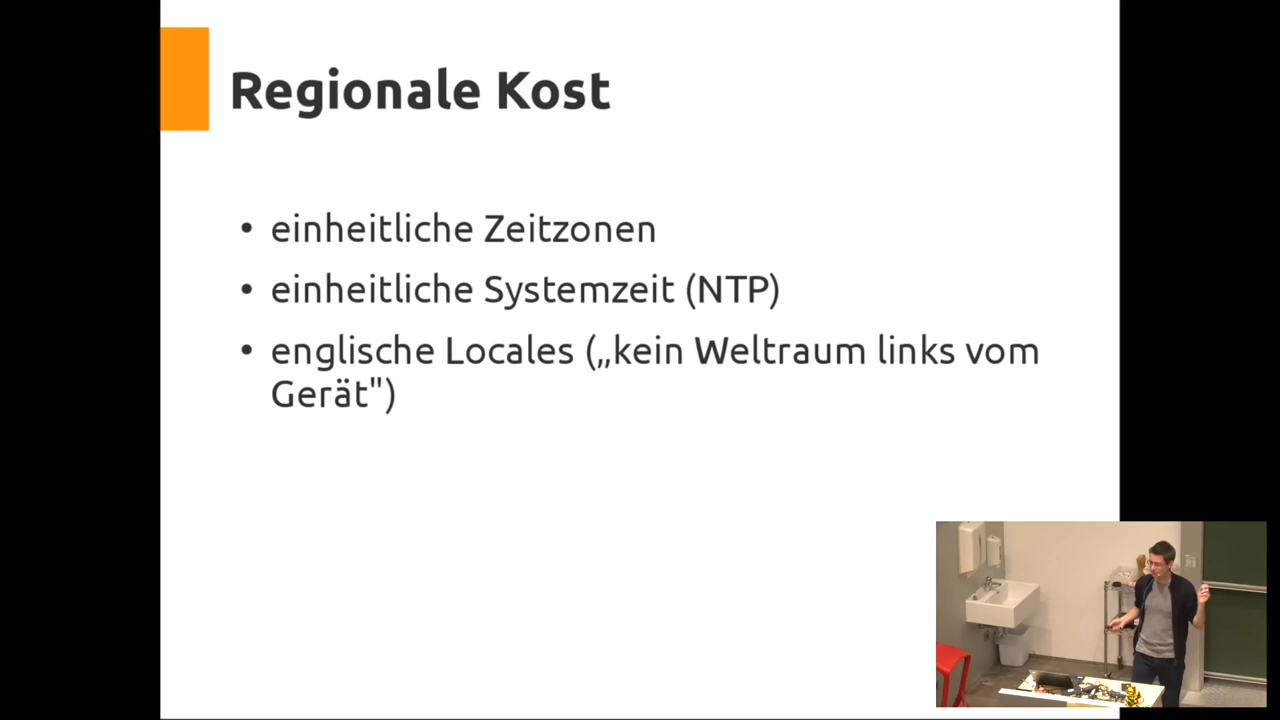 Regionale Kost
• einheitliche Zeitzonen
• einheitliche Systemzeit (NTP)
• englische Locales („kein Weltraum links vom
Gerät")